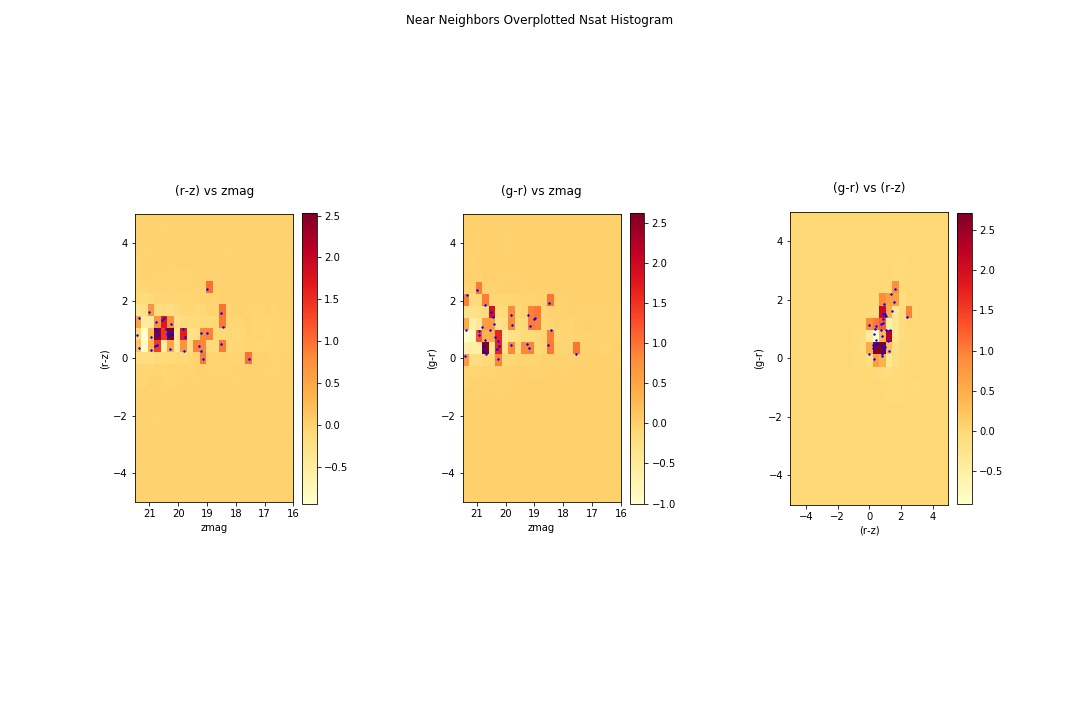 Near Neighbors Overplotted Nsat Histogram
(r-z) vs zmag
(g-r) vs zmag
(g-r) vs (r-z)
4
2
0
−2
−4
(r-z)
21 20 19 18 17 16
zmag
2.5
2.0
1.5
1.0
0.5
0.0
−0.5
4
2
0
−2
−4
(g-r)
21 20 19 18 17 16
zmag
2.5
2.0
1.5
1.0
0.5
0.0
−0.5
−1.0
4
2
0
−2
−4
(g-r)
−4 −2 0 2 4
(r-z)
2.5
2.0
1.5
1.0
0.5
0.0
−0.5